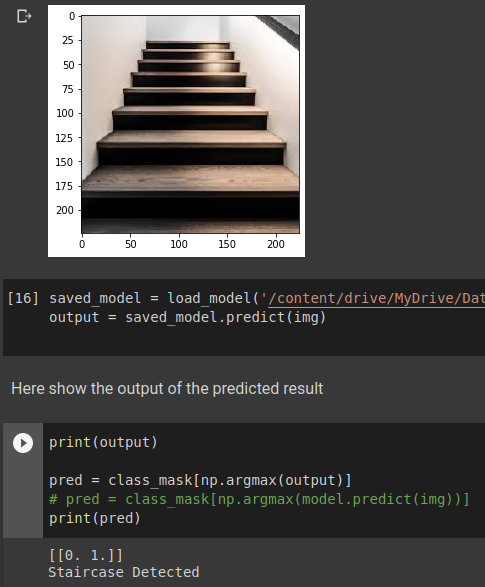 0
25
50
75
100
125
150
175
200
0 50 100 150 200
[16] saved_model = load_model('/content/drive/MyDrive/Dat
output = saved_model.predict(img)
Here show the output of the predicted result
print(output)
pred = class_mask[np.argmax(output)]
# pred = class_mask[np.argmax(model.predict(img))]
print(pred)
[[0. 1.]]
Staircase Detected